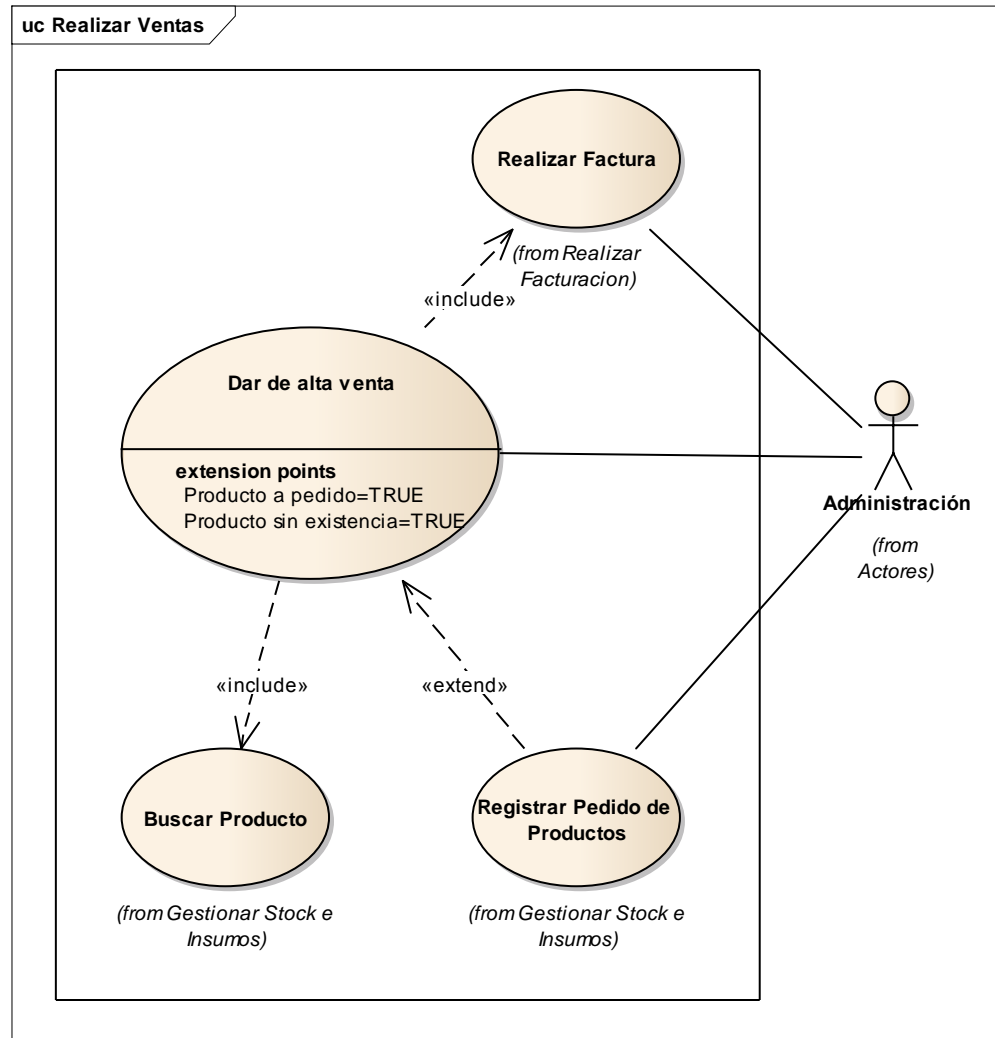 uc Realizar Ventas
Realizar Factura
(from Realizar
Facturacion)
«include»
Dar de alta venta
extension points
Producto a pedido=TRUE
Producto sin existencia=TRUE
Administración
(from
Actores)
«include»
«extend»
Buscar Producto
Registrar Pedido de
Productos
(from Gestionar Stock e
Insumos)
(from Gestionar Stock e
Insumos)